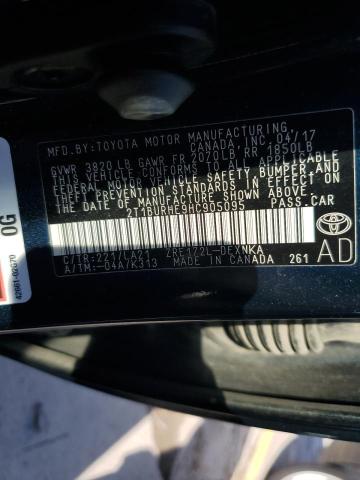 MFD. BY: TOYOTA MOTOR MANUFACTURING
CANADA, INC. 04/17
GVWR 3820 LB GAWR FR 2070LB RR 1850LB
THIS VEHICLE CONFORMS TO ALL APPLICABLE
FEDERAL MOTOR VEHICLE SAFETY, BUMPER, AND
THEFT PREVENTION STANDARDS IN EFFECT ON
THE DATE OF MANUFACTURE SHOWN ABOVE.
2T1BURHE9HC905095 PASS.CAR
C/TR:221/LA21 ZRE172L-DEXNKA
A/TM:-04A/K313 MADE IN CANADA 261
AD
0G
42661-02670